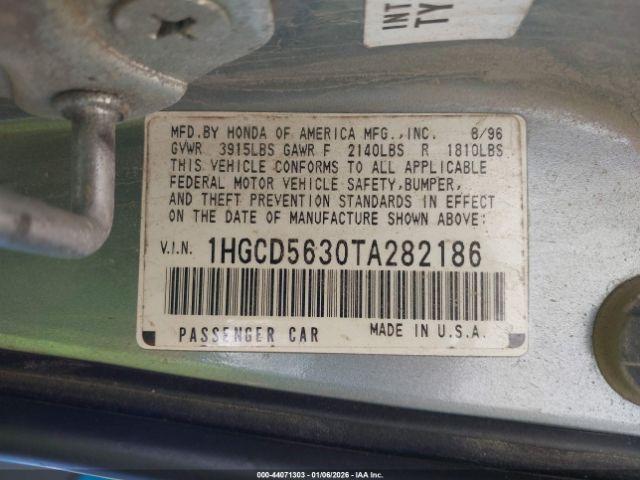 INT
TY
MFD.BY HONDA OF AMERICA MFG.,INC. 8/96
GVWR 3915LBS GAWR F 2140LBS R 1810LBS
THIS VEHICLE CONFORMS TO ALL APPLICABLE
FEDERAL MOTOR VEHICLE SAFETY,BUMPER,
AND THEFT PREVENTION STANDARDS IN EFFECT
ON THE DATE OF MANUFACTURE SHOWN ABOVE:
V.I.N. 1HGCD5630TA282186
PASSENGER CAR MADE IN U.S.A.
000-44071303 - 01/06/2026 - IAA Inc.